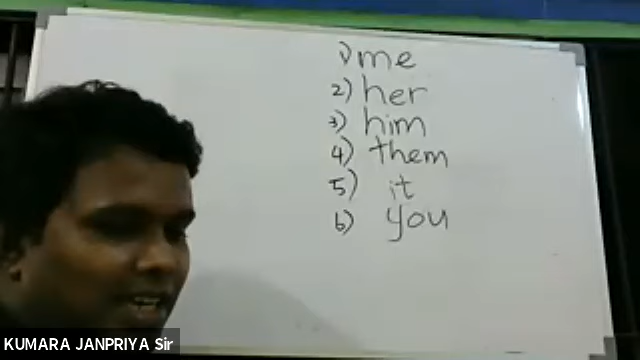 1) me
2) her
3) him
4) them
5) it
6) you
KUMARA JANPRIYA Sir